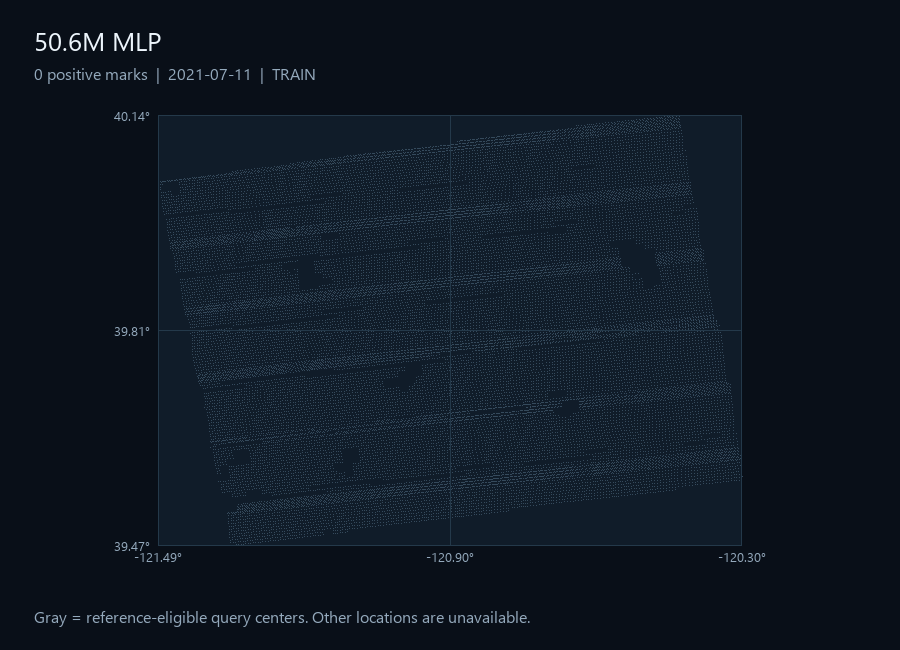 50.6M MLP
0 positive marks | 2021-07-11 | TRAIN
40.14°
39.81°
39.47°
-121.49°
-120.90°
-120.30°
Gray = reference-eligible query centers. Other locations are unavailable.